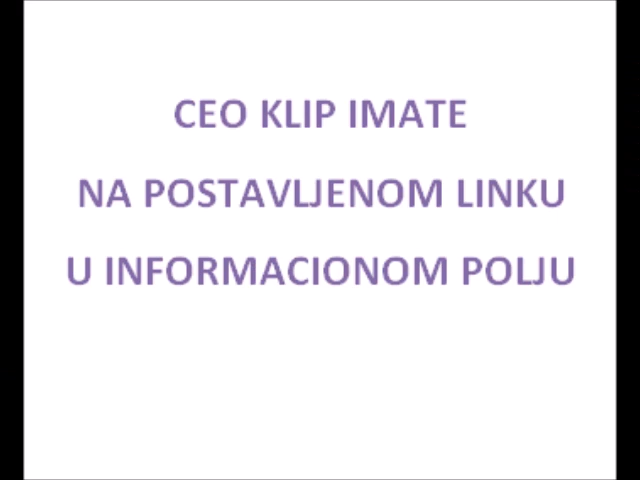 CEO KLIP IMATE
NA POSTAVLJENOM LINKU
U INFORMACIONOM POLJU